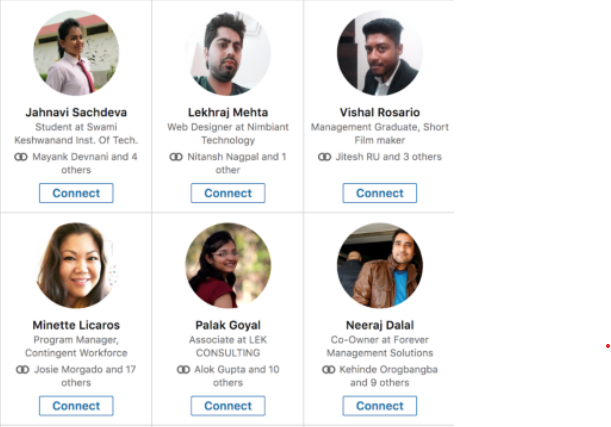 Jahnavi Sachdeva
Student at Swami
Keshwanand Inst. Of Tech.
Mayank Devnani and 4
others
Connect
Lekhraj Mehta
Web Designer at Nimbiant
Technology
Nitansh Nagpal and 1
other
Connect
Vishal Rosario
Management Graduate, Short
Film maker
Jitesh RU and 3 others
Connect
Minette Licaros
Program Manager,
Contingent Workforce
Josie Morgado and 17
others
Connect
Palak Goyal
Associate at LEK
CONSULTING
Alok Gupta and 10
others
Connect
Neeraj Dalal
Co-Owner at Forever
Management Solutions
Kehinde Orogbangba
and 9 others
Connect